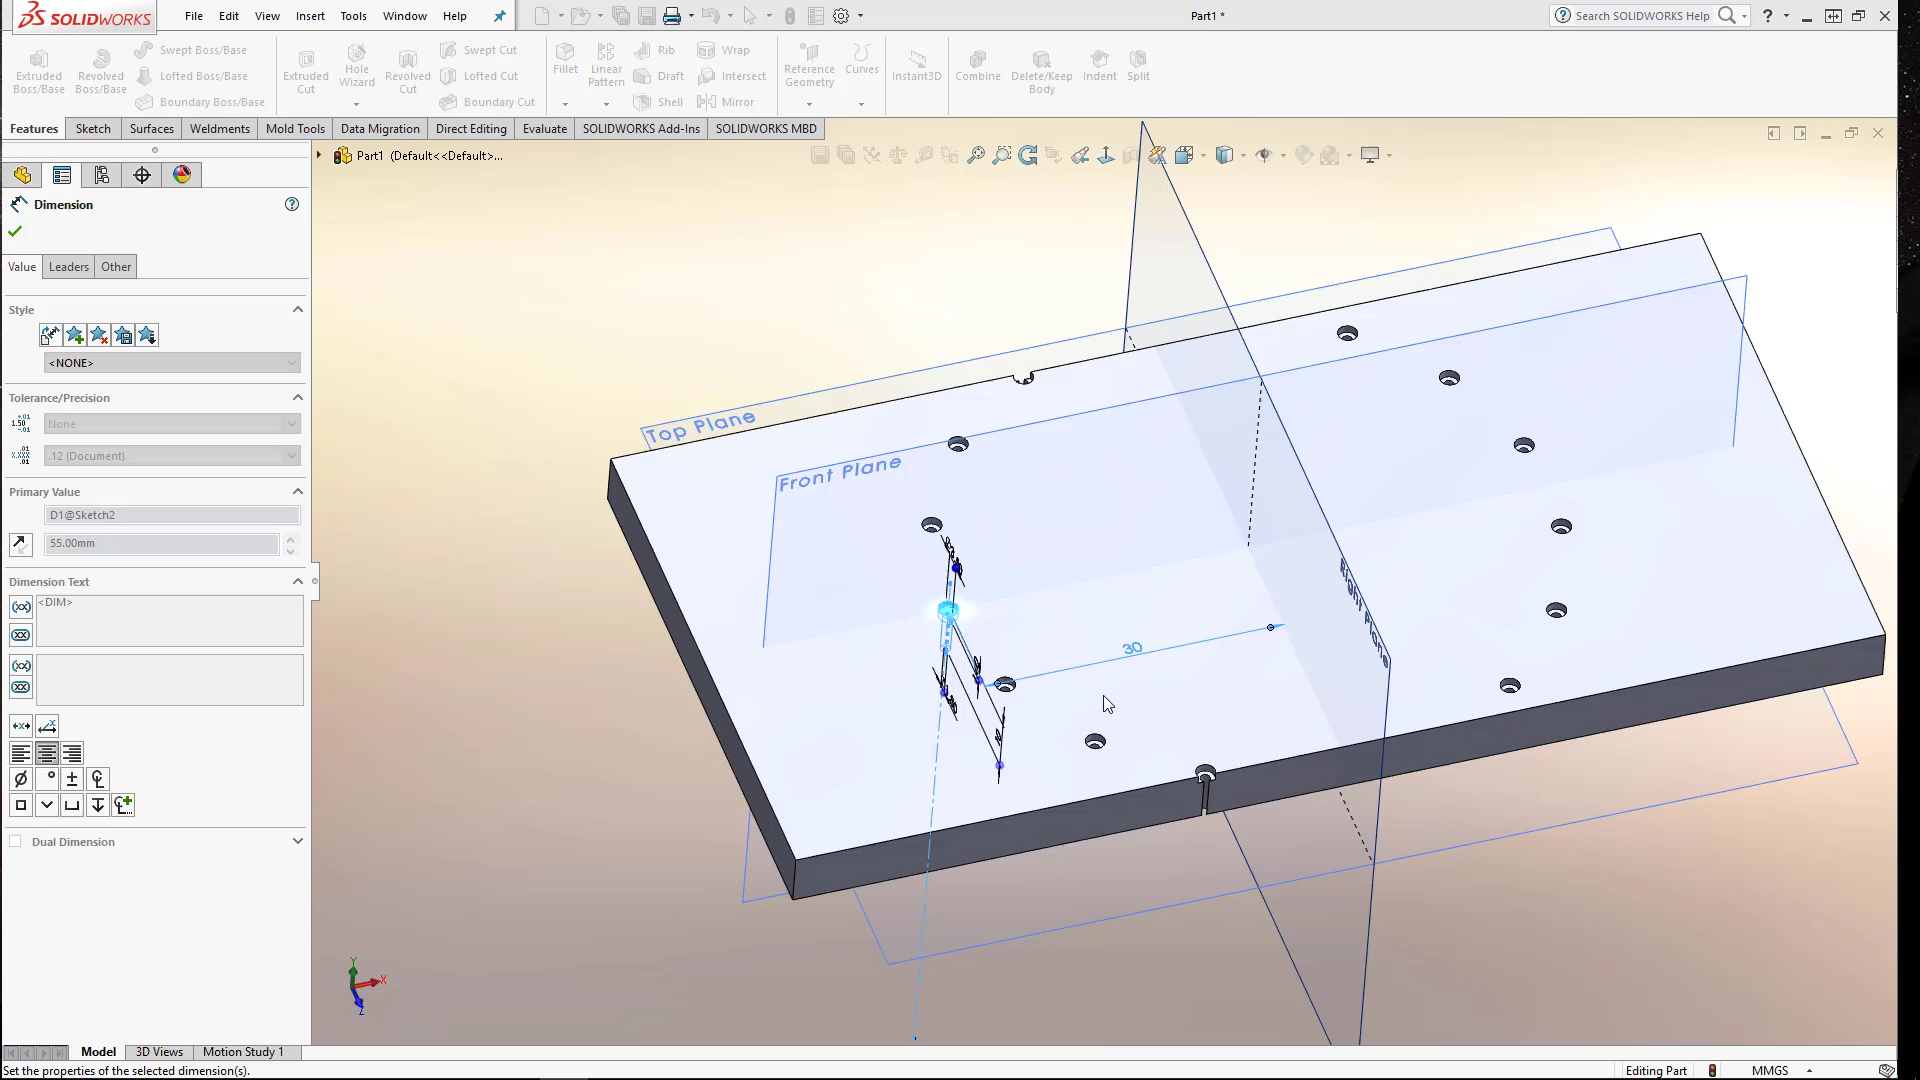 SOLIDWORKS
File Edit View Insert Tools Window Help
Part1 *
Search SOLIDWORKS Help
Extruded Boss/Base
Revolved Boss/Base
Swept Boss/Base
Lofted Boss/Base
Boundary Boss/Base
Extruded Cut
Hole Wizard
Revolved Cut
Swept Cut
Lofted Cut
Boundary Cut
Fillet
Linear Pattern
Rib
Draft
Shell
Wrap
Intersect
Mirror
Reference Geometry
Curves
Instant3D
Combine
Delete/Keep Body
Indent
Split
Features Sketch Surfaces Weldments Mold Tools Data Migration Direct Editing Evaluate SOLIDWORKS Add-Ins SOLIDWORKS MBD
Part1 (Default<<Default>...
Dimension
Value Leaders Other
Style
<NONE>
Tolerance/Precision
None
.12 (Document)
Primary Value
D1@Sketch2
55.00mm
Dimension Text
<DIM>
Dual Dimension
Top Plane
Front Plane
Right Plane
30
Y
X
Z
Model 3D Views Motion Study 1
Set the properties of the selected dimension(s).
Editing Part
MMGS